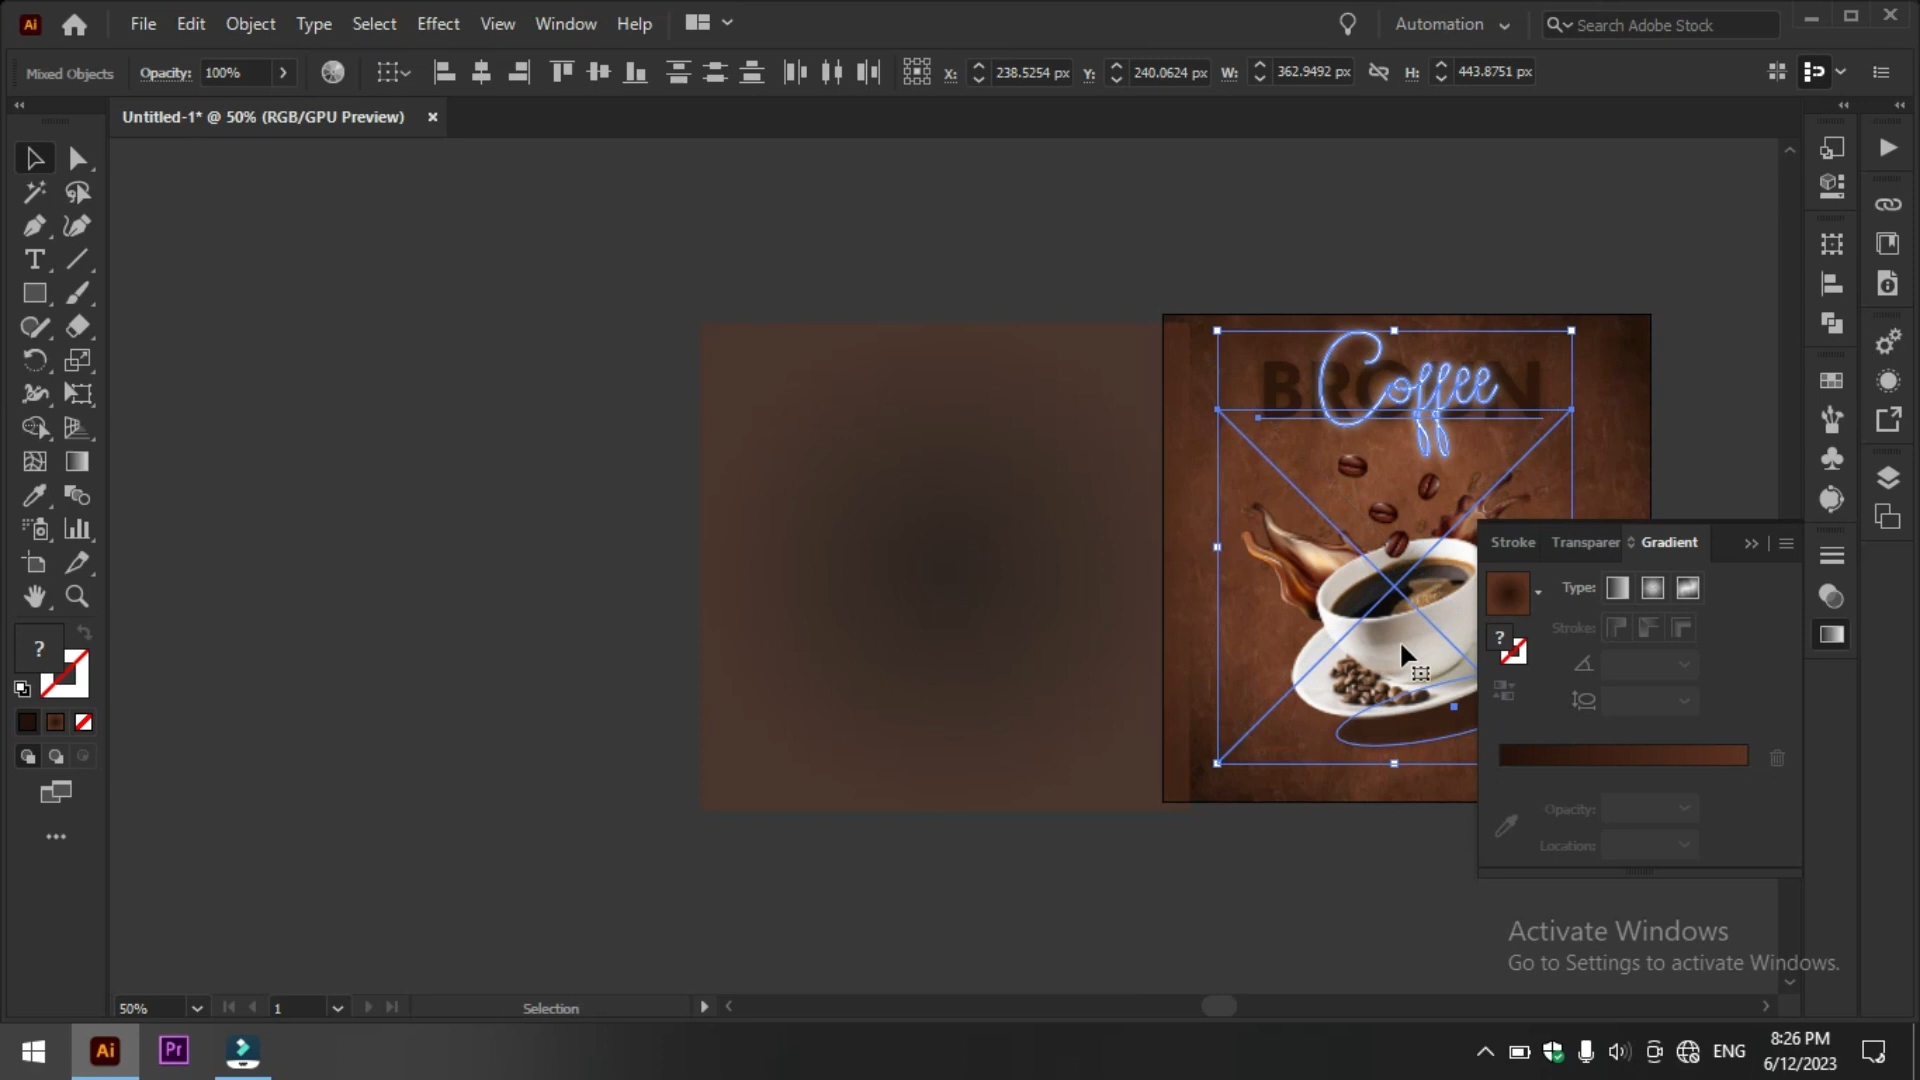 Ai File Edit Object Type Select Effect View Window Help Automation Search Adobe Stock
Mixed Objects Opacity: 100% X: 238.5254 px Y: 240.0624 px W: 362.9492 px H: 443.8751 px
Untitled-1* @ 50% (RGB/GPU Preview)
BROWN
Coffee
Stroke Transparer Gradient
Type:
Stroke:
?
?
Opacity:
Location:
Activate Windows
Go to Settings to activate Windows.
50% 1 Selection
Ai Pr ENG 8:26 PM
6/12/2023